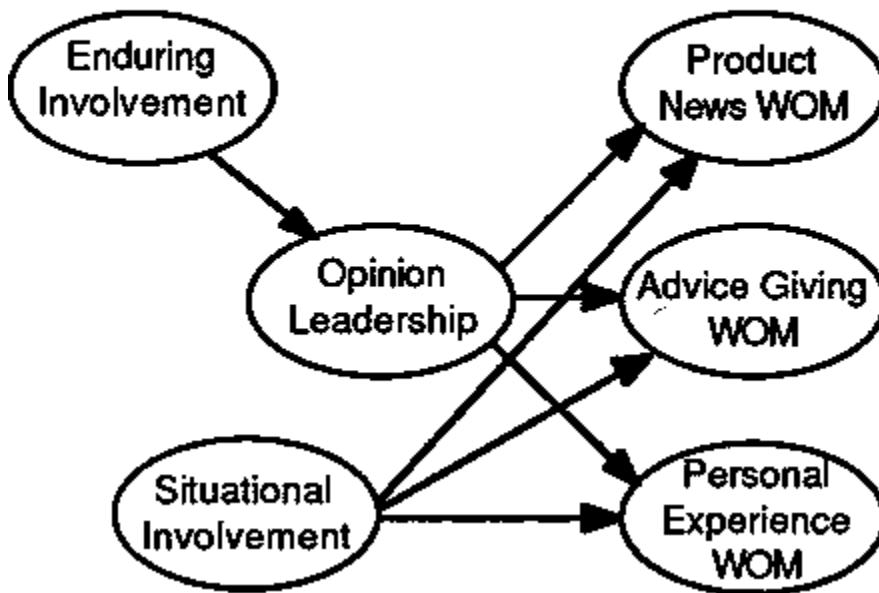 Enduring
Involvement
Product
News WOM
Opinion
Leadership
Advice Giving
WOM
Situational
Involvement
Personal
Experience
WOM